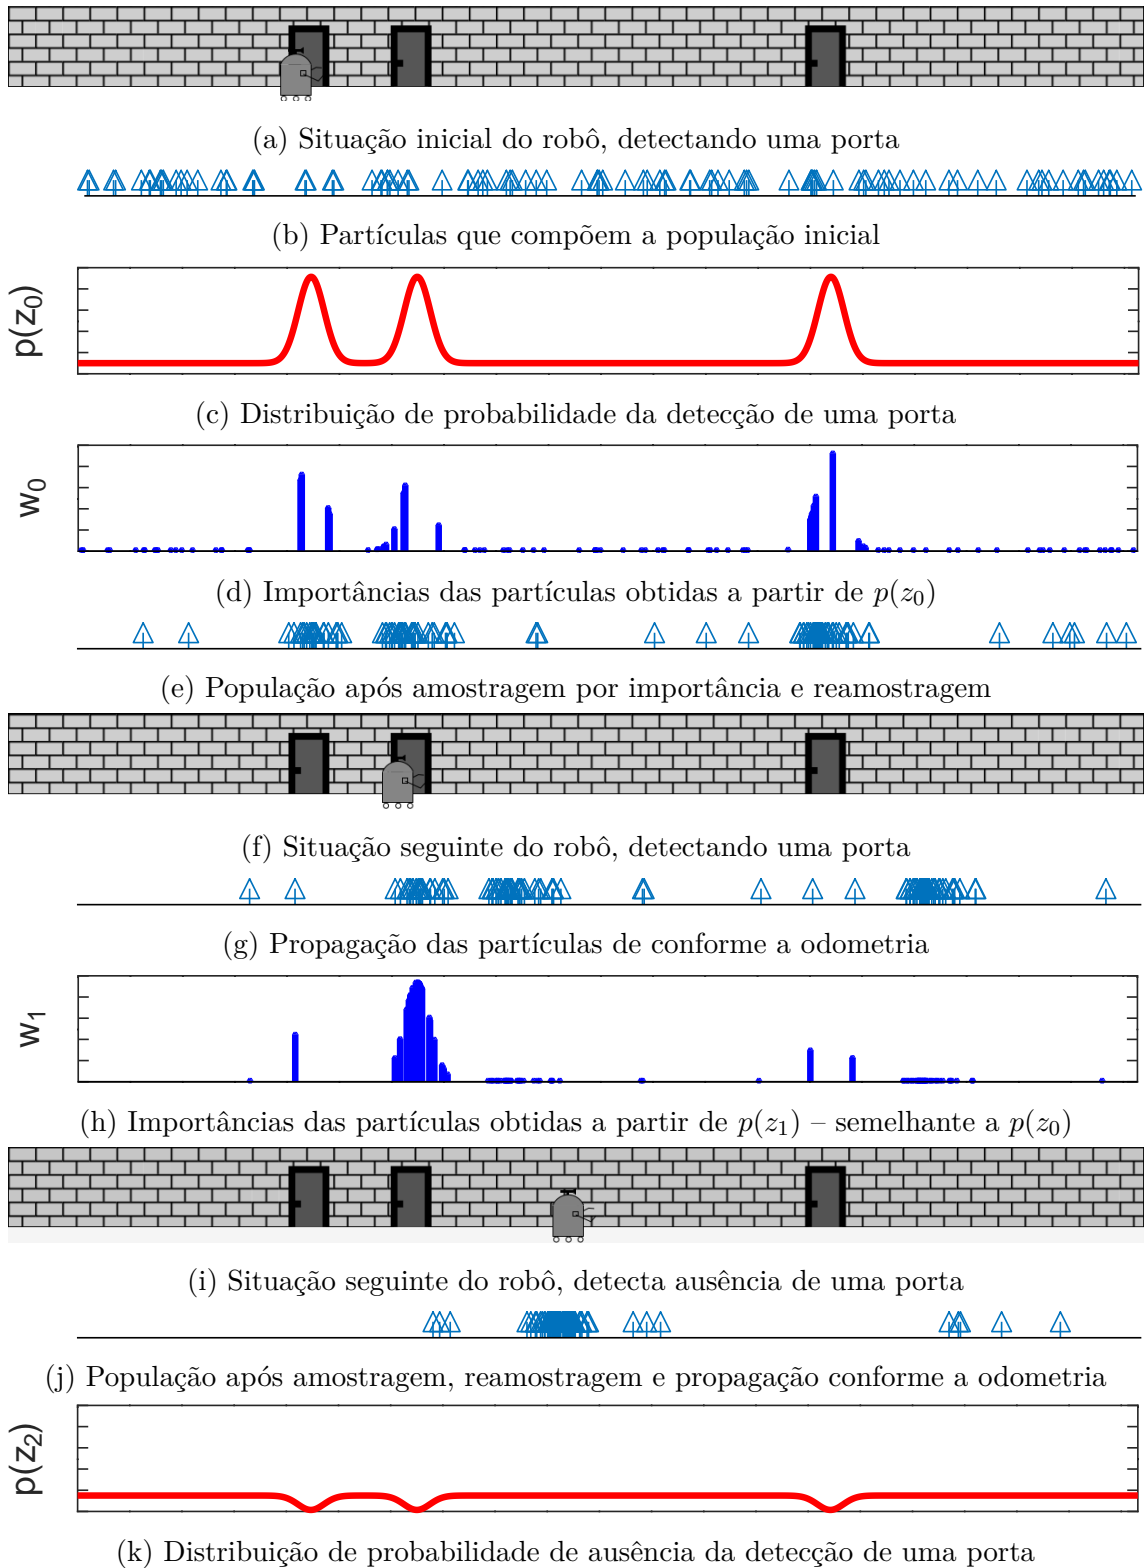 (a) Situação inicial do robô, detectando uma porta
(b) Partículas que compõem a população inicial
p(z0)
(c) Distribuição de probabilidade da detecção de uma porta
w0
(d) Importâncias das partículas obtidas a partir de p(z0)
(e) População após amostragem por importância e reamostragem
(f) Situação seguinte do robô, detectando uma porta
(g) Propagação das partículas de conforme a odometria
w1
(h) Importâncias das partículas obtidas a partir de p(z1) – semelhante a p(z0)
(i) Situação seguinte do robô, detecta ausência de uma porta
(j) População após amostragem, reamostragem e propagação conforme a odometria
p(z2)
(k) Distribuição de probabilidade de ausência da detecção de uma porta